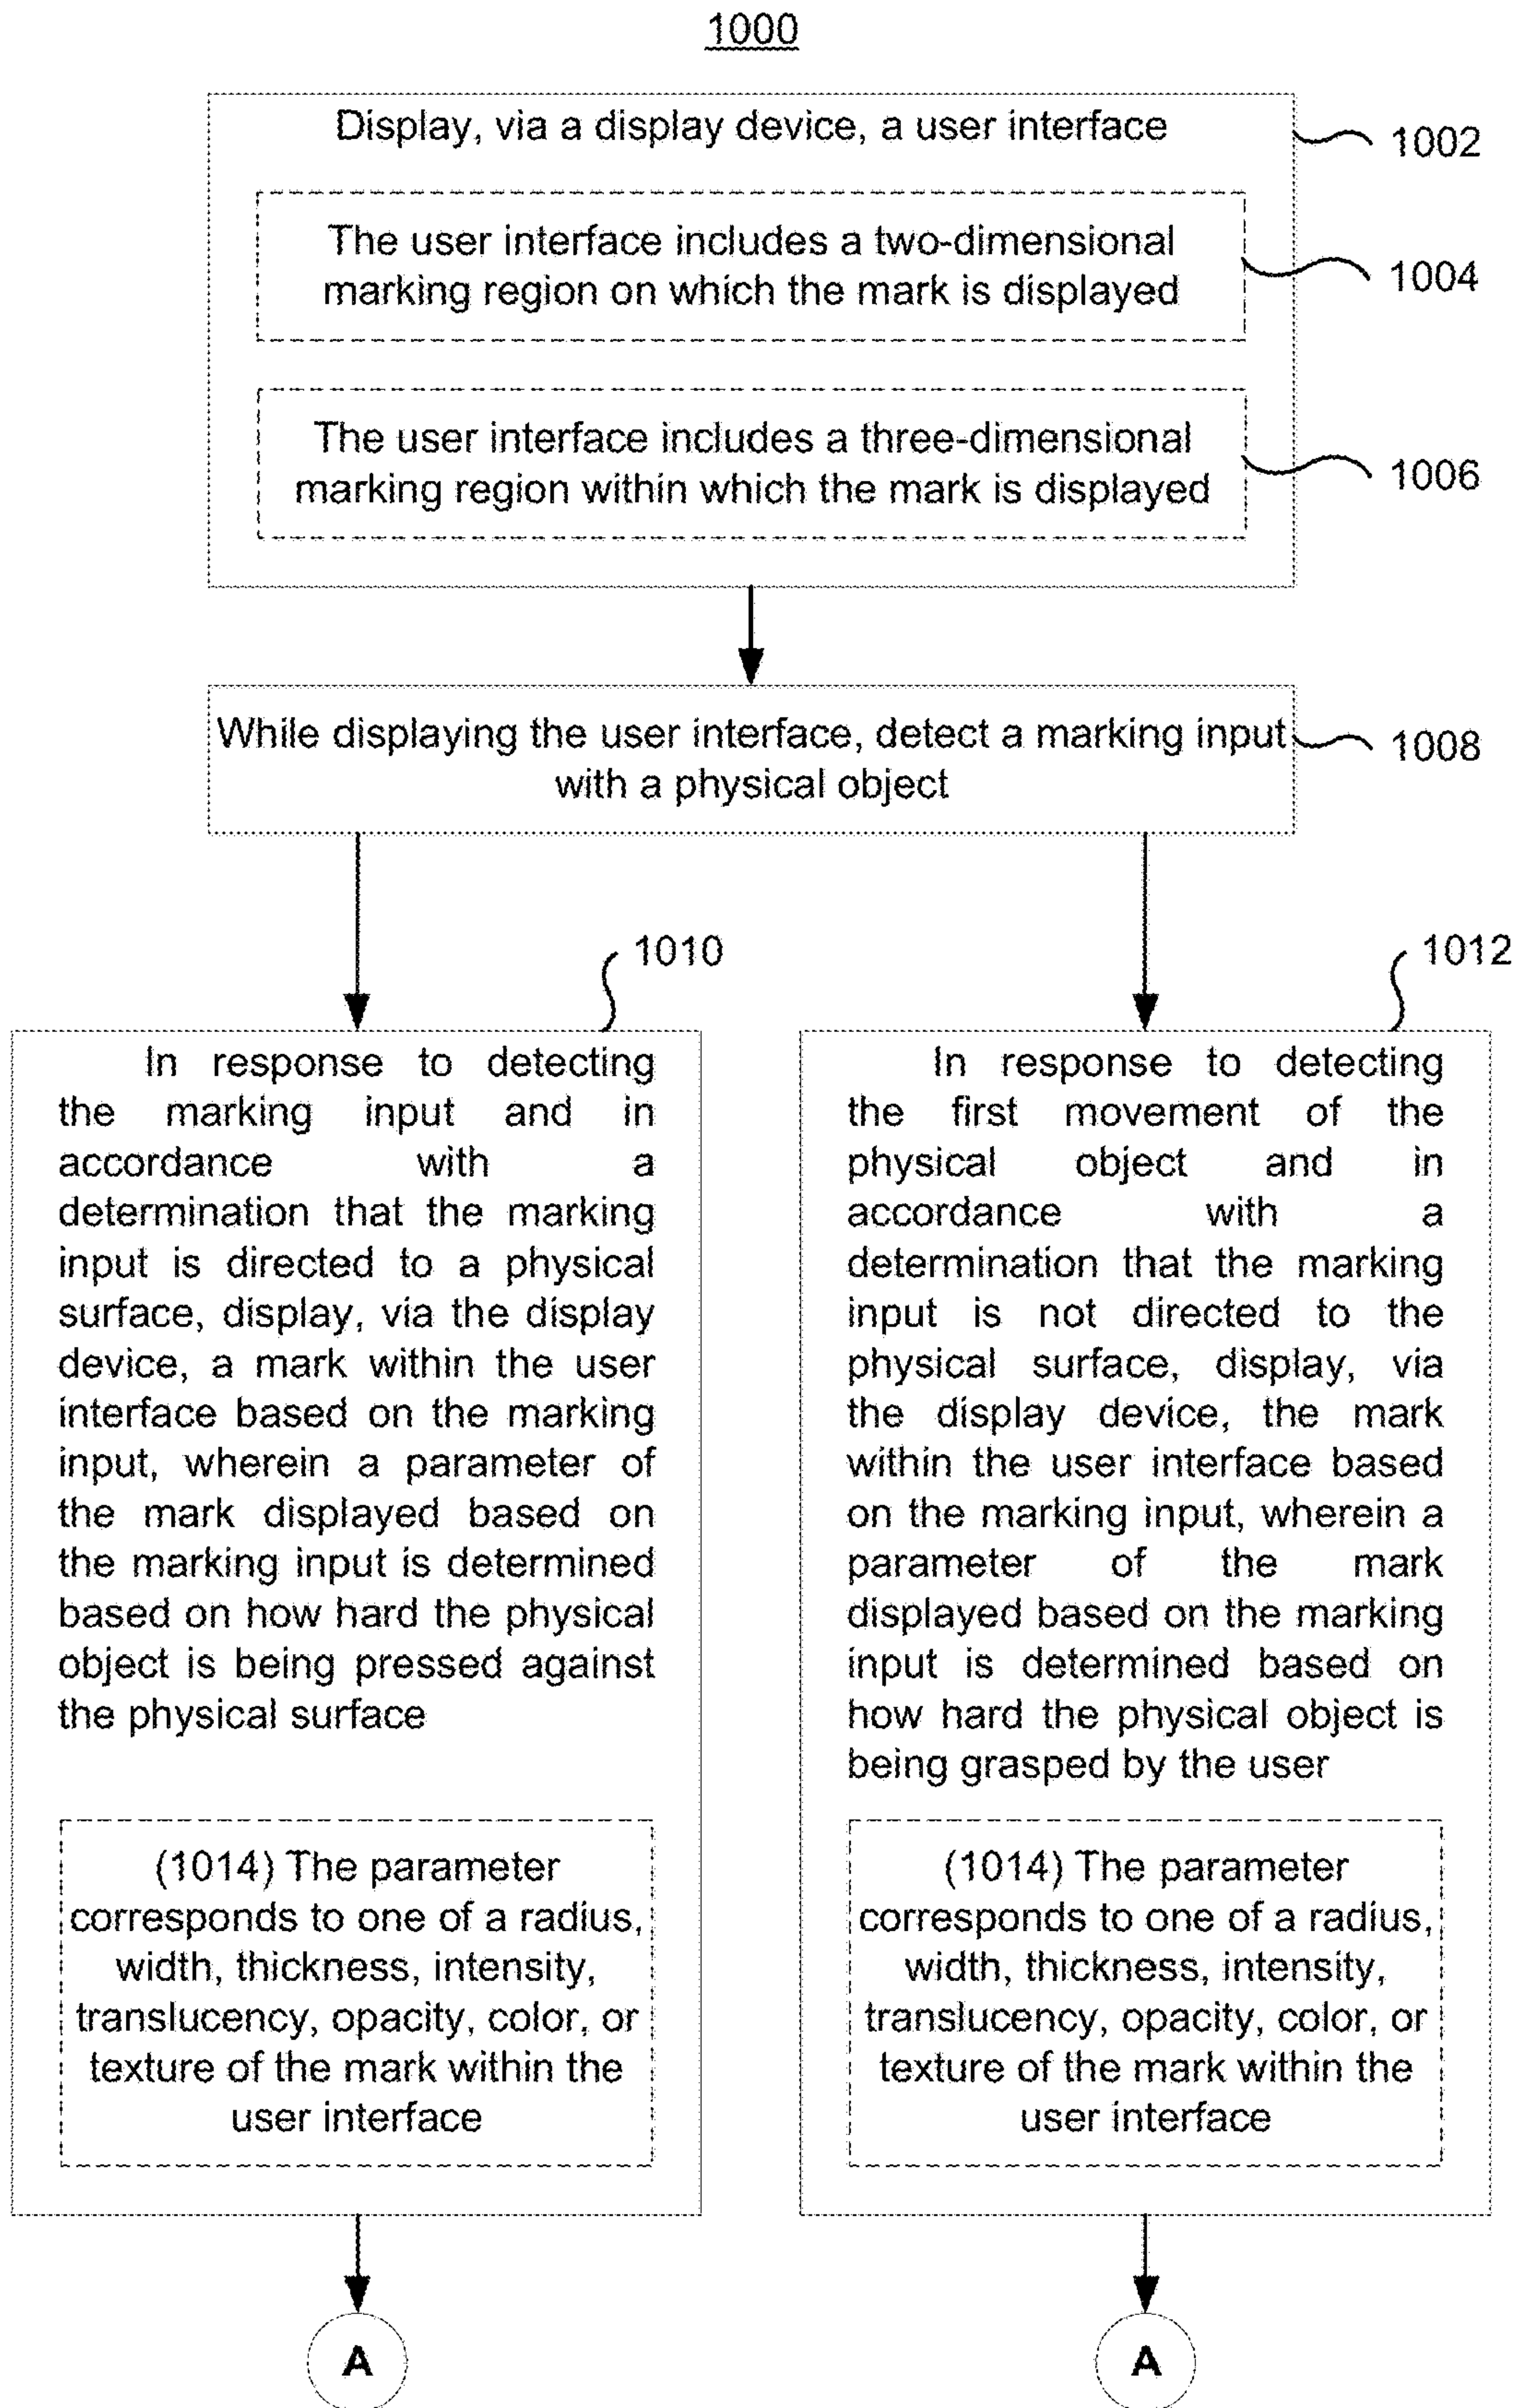 1000
Display, via a display device, a user interface
1002
The user interface includes a two-dimensional
marking region on which the mark is displayed
1004
The user interface includes a three-dimensional
marking region within which the mark is displayed
1006
While displaying the user interface, detect a marking input
with a physical object
1008
1010
In response to detecting
the marking input and in
accordance with a
determination that the marking
input is directed to a physical
surface, display, via the display
device, a mark within the user
interface based on the marking
input, wherein a parameter of
the mark displayed based on
the marking input is determined
based on how hard the physical
object is being pressed against
the physical surface
(1014) The parameter
corresponds to one of a radius,
width, thickness, intensity,
translucency, opacity, color, or
texture of the mark within the
user interface
A
1012
In response to detecting
the first movement of the
physical object and in
accordance with a
determination that the marking
input is not directed to the
physical surface, display, via
the display device, the mark
within the user interface based
on the marking input, wherein a
parameter of the mark
displayed based on the marking
input is determined based on
how hard the physical object is
being grasped by the user
(1014) The parameter
corresponds to one of a radius,
width, thickness, intensity,
translucency, opacity, color, or
texture of the mark within the
user interface
A